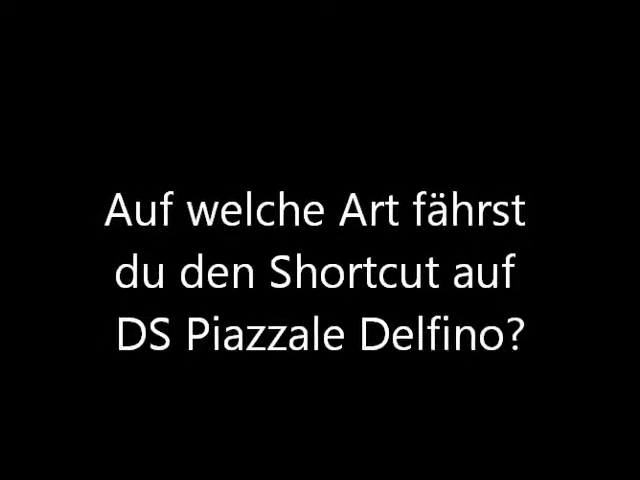 Auf welche Art fährst
du den Shortcut auf
DS Piazzale Delfino?